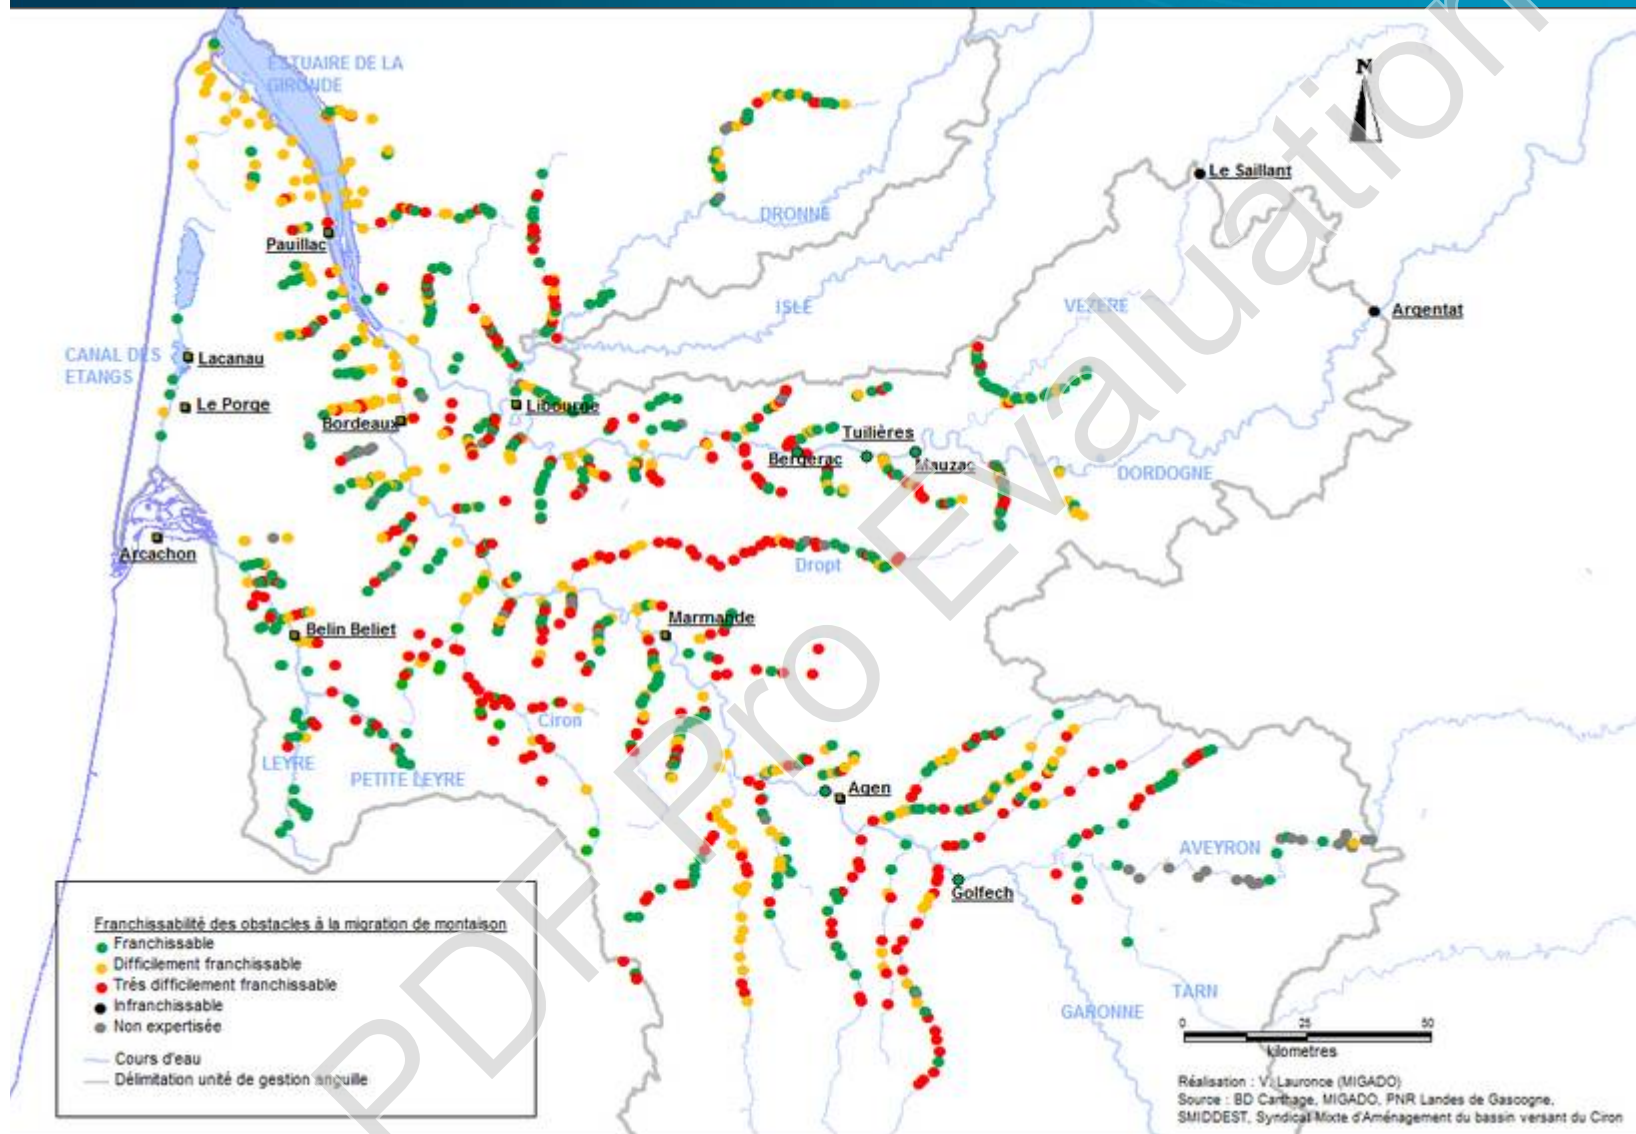 ESTUAIRE DE LA
GIRONDE
N
Le Saillant
DRONNE
Pauillac
ISLE
VEZERE
Argentat
CANAL DES
ETANGS
Lacanau
Le Porge
Libourne
Bordeaux
Tuilières
Bergerac
Mauzac
DORDOGNE
Arcachon
Dropt
Marmande
Belin Beliet
Ciron
LEYRE
PETITE LEYRE
Agen
AVEYRON
Golfech
TARN
GARONNE
Franchissabilité des obstacles à la migration de montaison
Franchissable
Difficilement franchissable
Trés difficilement franchissable
Infranchissable
Non expertisée
Cours d'eau
Délimitation unité de gestion anguille
0 25 50
kilometres
Réalisation : V. Lauronce (MIGADO)
Source : BD Carthage, MIGADO, PNR Landes de Gascogne,
SMIDDEST, Syndicat Mixte d'Aménagement du bassin versant du Ciron
PDF Pro Evaluation